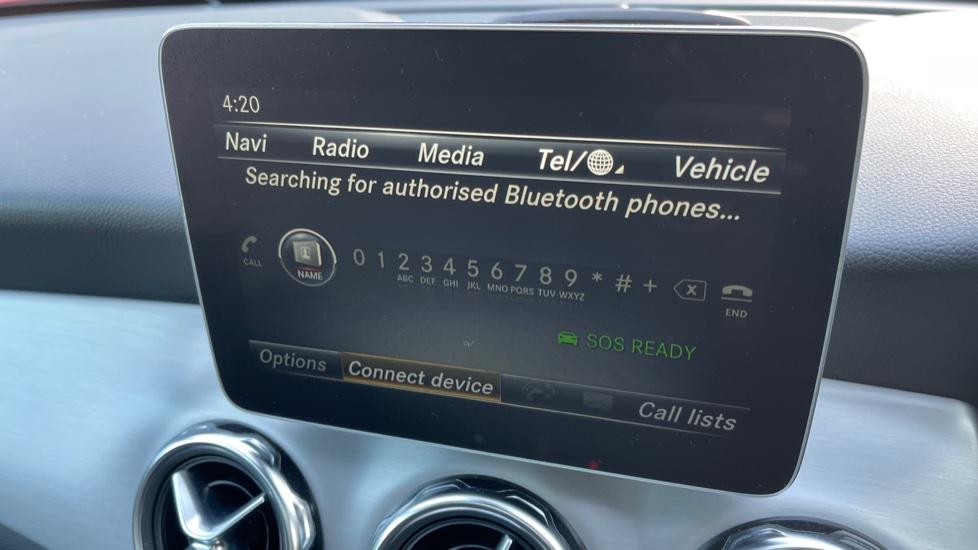 4:20
Navi Radio Media Tel/ Vehicle
Searching for authorised Bluetooth phones...
CALL NAME 0 1 2 3 4 5 6 7 8 9 * # + X END
ABC DEF GHI JKL MNO PQRS TUV WXYZ
SOS READY
Options Connect device Call lists